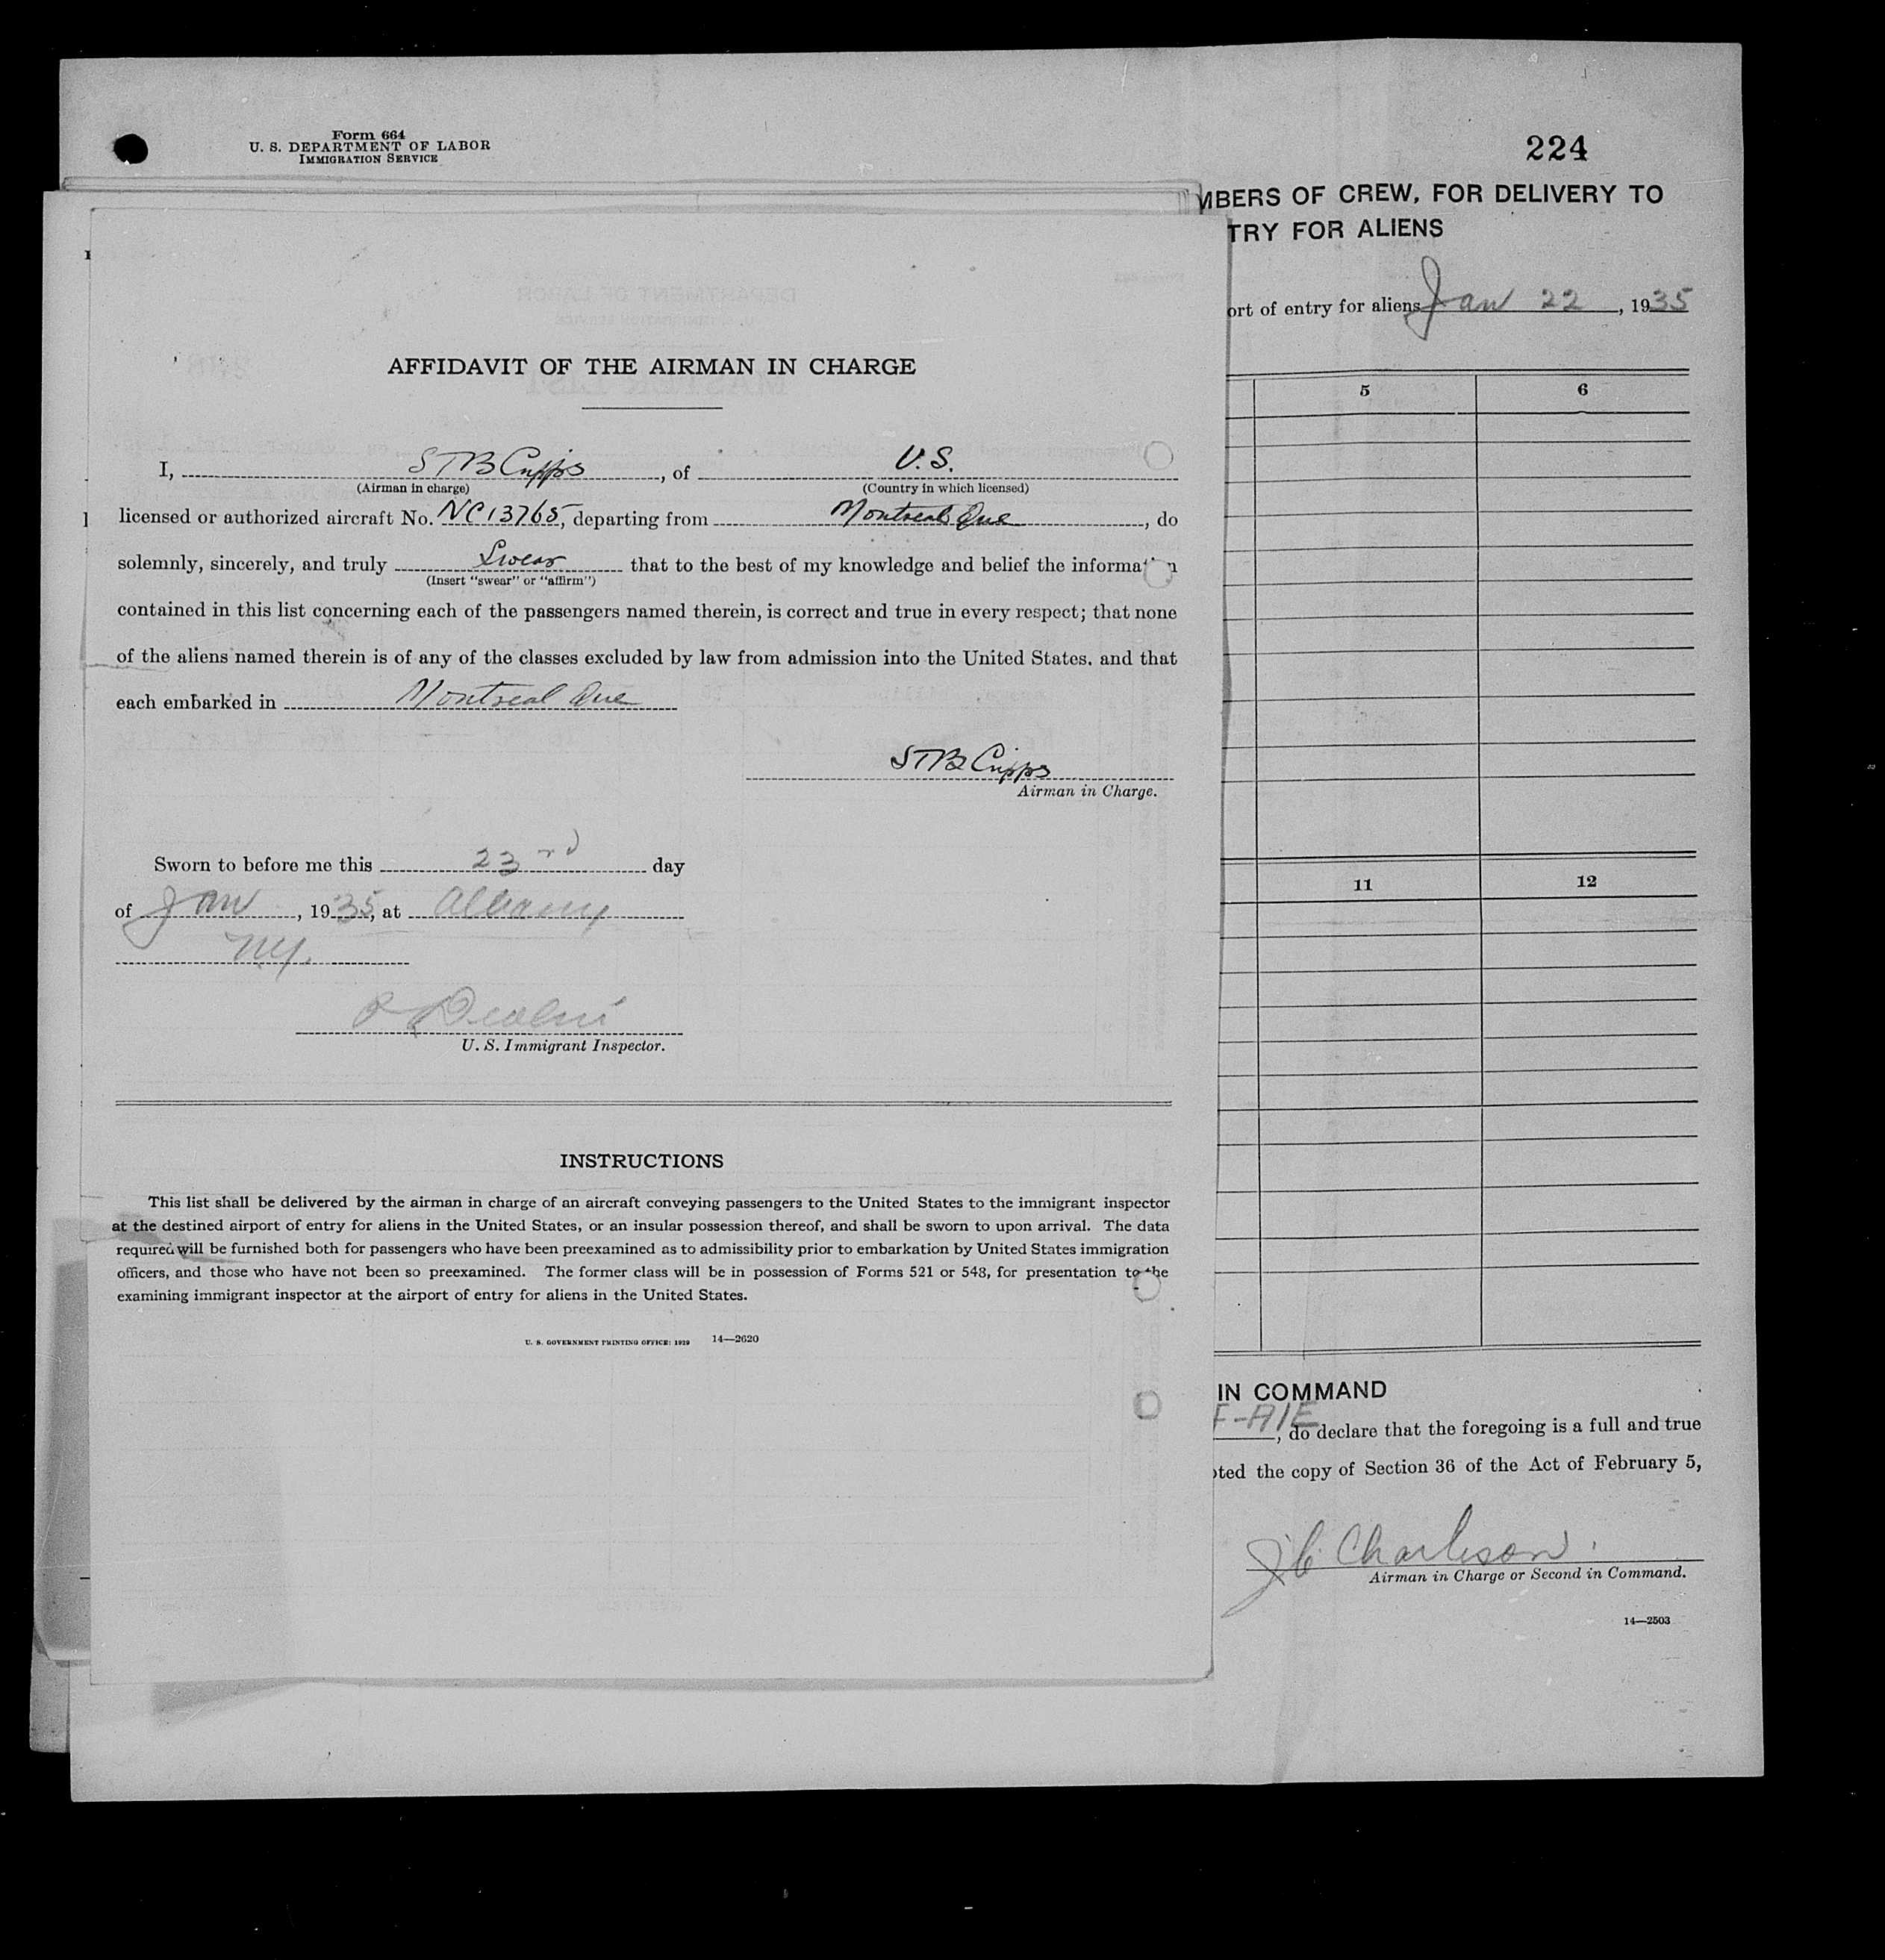 Form 664
U. S. DEPARTMENT OF LABOR
IMMIGRATION SERVICE
224
MBERS OF CREW, FOR DELIVERY TO
TRY FOR ALIENS
ort of entry for aliens Jan 22, 1935
5 6
11 12
IN COMMAND
F-AIE, do declare that the foregoing is a full and true
ted the copy of Section 36 of the Act of February 5,
J C Charleson.
Airman in Charge or Second in Command.
14—2503
AFFIDAVIT OF THE AIRMAN IN CHARGE
I, STB Cripps, of U.S.
(Airman in charge) (Country in which licensed)
licensed or authorized aircraft No. NC13765, departing from Montreal Que, do
solemnly, sincerely, and truly Swear that to the best of my knowledge and belief the information
(Insert "swear" or "affirm")
contained in this list concerning each of the passengers named therein, is correct and true in every respect; that none
of the aliens named therein is of any of the classes excluded by law from admission into the United States, and that
each embarked in Montreal Que
STB Cripps
Airman in Charge.
Sworn to before me this 23rd day
of Jan, 1935, at Albany
N.Y.
U. S. Immigrant Inspector.
INSTRUCTIONS
This list shall be delivered by the airman in charge of an aircraft conveying passengers to the United States to the immigrant inspector
at the destined airport of entry for aliens in the United States, or an insular possession thereof, and shall be sworn to upon arrival. The data
required will be furnished both for passengers who have been preexamined as to admissibility prior to embarkation by United States immigration
officers, and those who have not been so preexamined. The former class will be in possession of Forms 521 or 548, for presentation to the
examining immigrant inspector at the airport of entry for aliens in the United States.
U. S. GOVERNMENT PRINTING OFFICE: 1929 14—2620